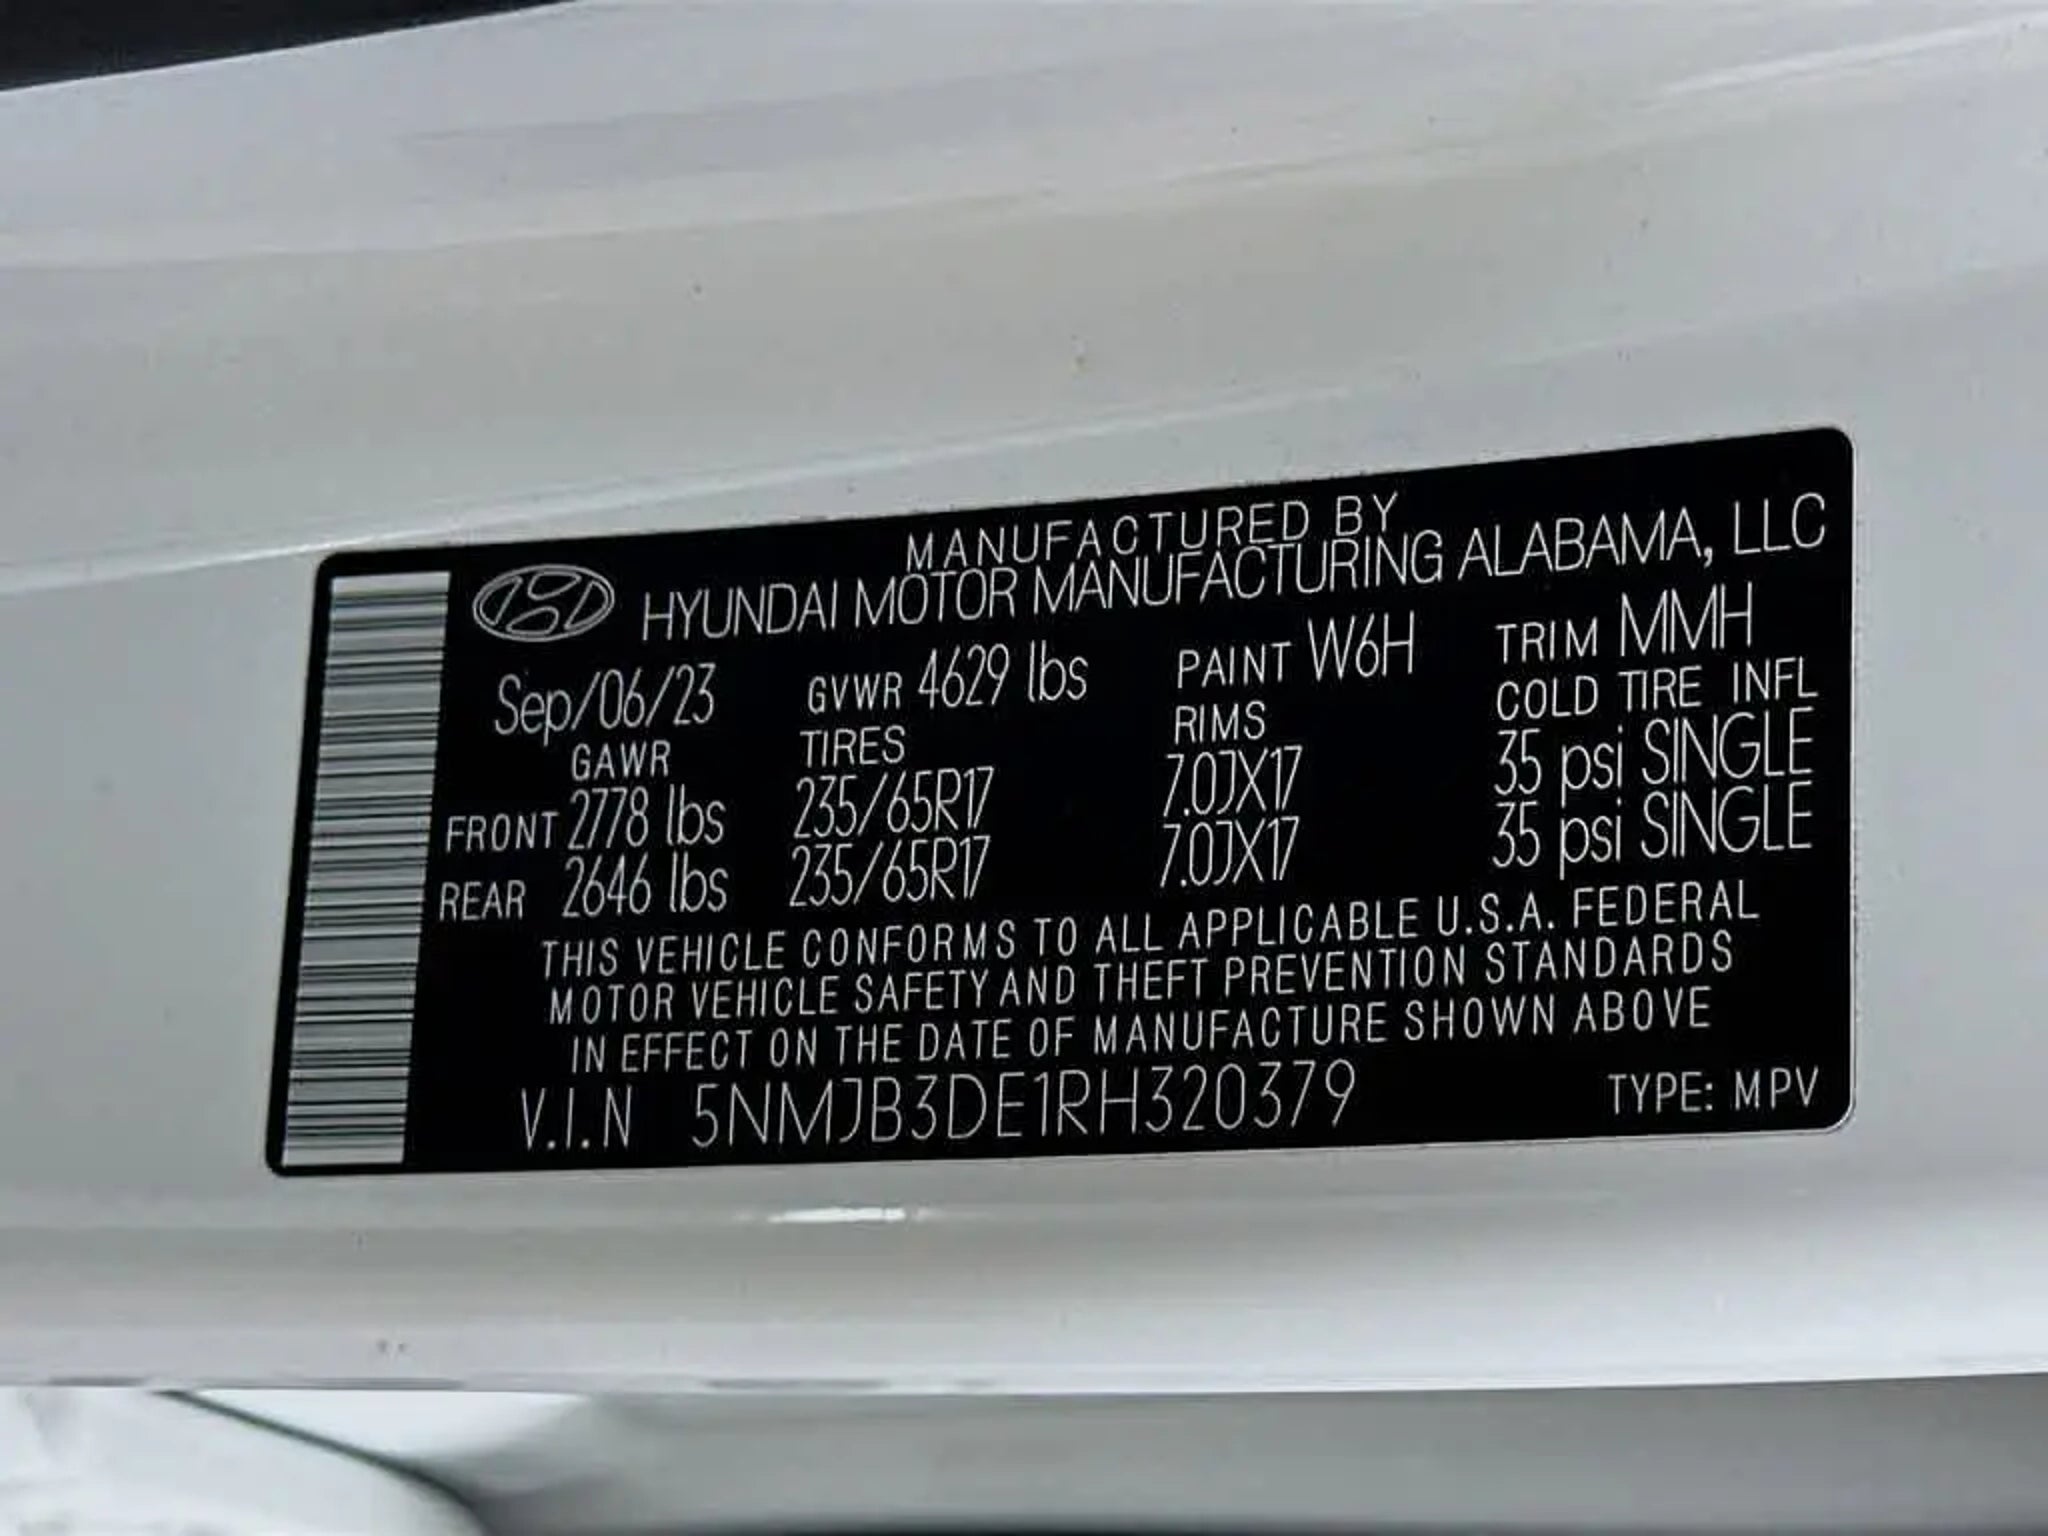 MANUFACTURED BY
HYUNDAI MOTOR MANUFACTURING ALABAMA, LLC
Sep/06/23 GVWR 4629 lbs PAINT W6H TRIM MMH
GAWR TIRES RIMS COLD TIRE INFL
FRONT 2778 lbs 235/65R17 7.0JX17 35 psi SINGLE
REAR 2646 lbs 235/65R17 7.0JX17 35 psi SINGLE
THIS VEHICLE CONFORMS TO ALL APPLICABLE U.S.A. FEDERAL
MOTOR VEHICLE SAFETY AND THEFT PREVENTION STANDARDS
IN EFFECT ON THE DATE OF MANUFACTURE SHOWN ABOVE
V.I.N 5NMJB3DE1RH320379 TYPE: MPV